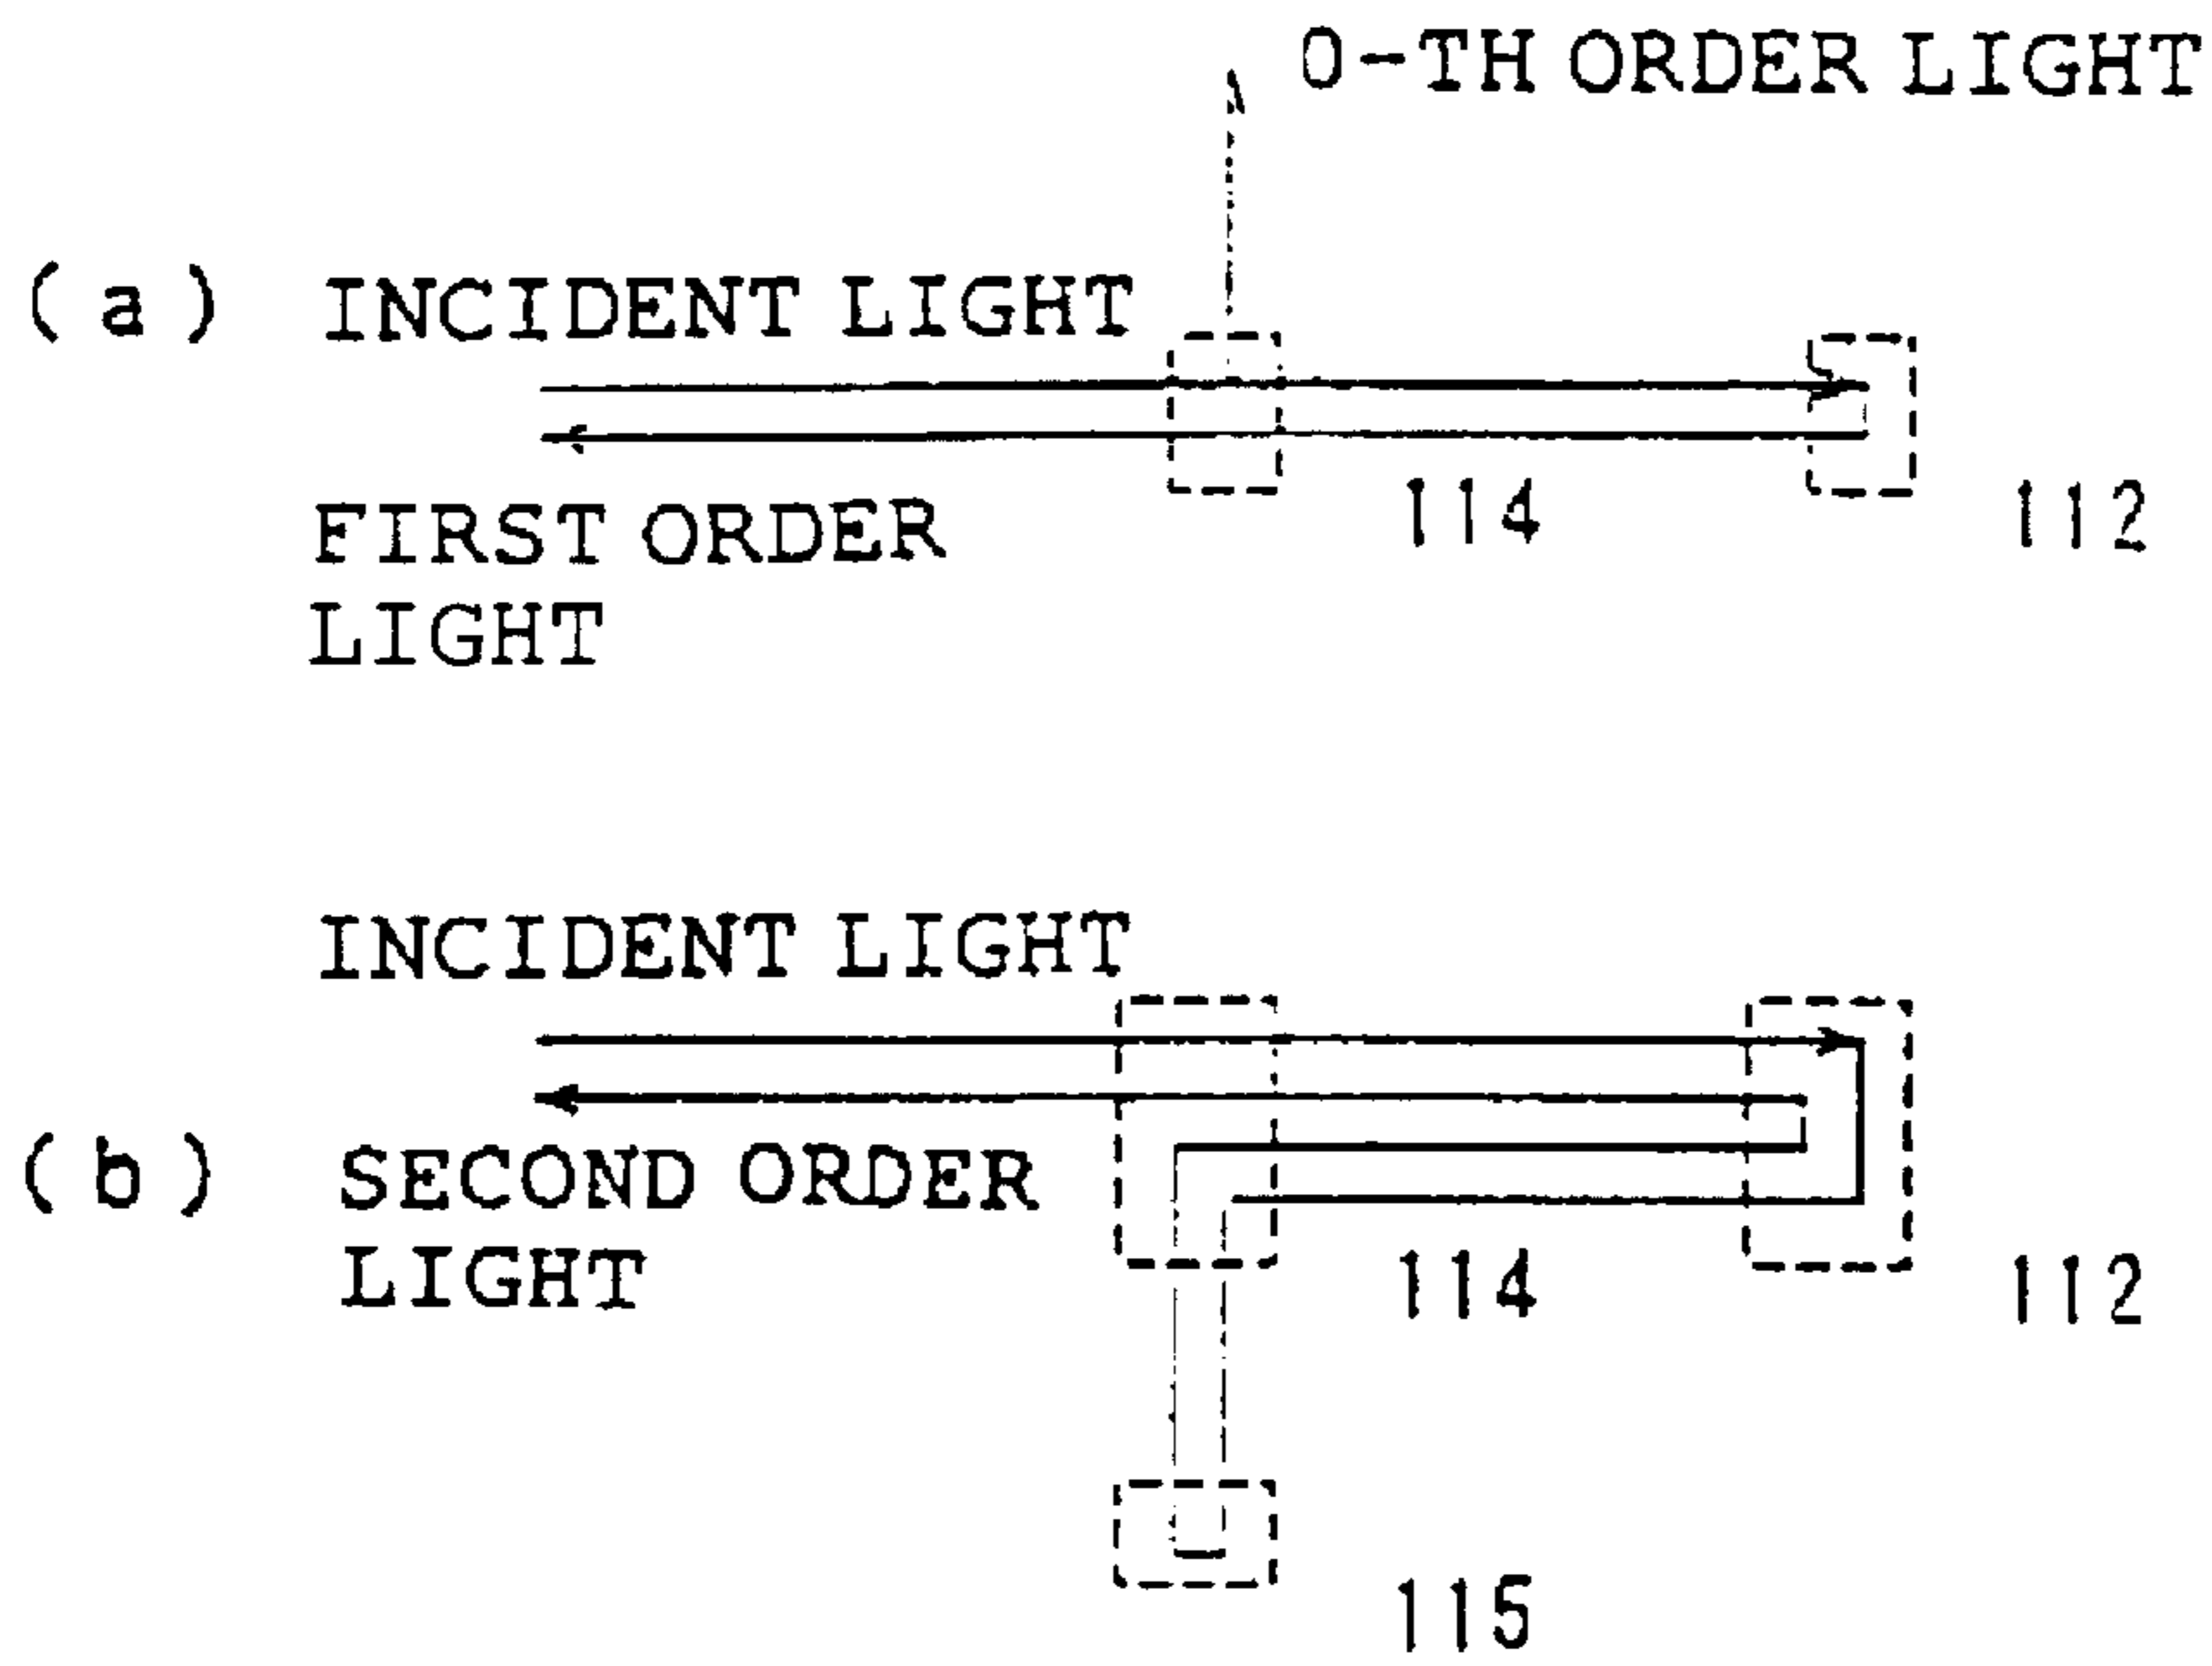 0-TH ORDER LIGHT
(a) INCIDENT LIGHT
FIRST ORDER
LIGHT
114
112
INCIDENT LIGHT
(b) SECOND ORDER
LIGHT
114
112
115